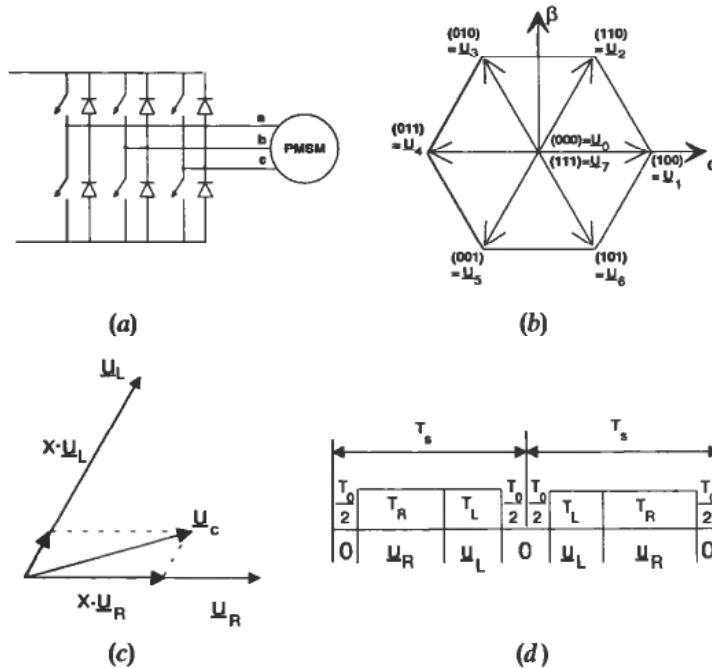 a
b
c
PMSM
(a)
β
(010)
=U3
(110)
=U2
(011)
=U4
(000)=U0
(111)=U7
(100)
=U1
(001)
=U5
(101)
=U6
(b)
UL
X·UL
Uc
X·UR
UR
(c)
Ts Ts
T0/2 TR TL T0/2 T0/2 TL TR T0/2
0 uR uL 0 uL uR 0
(d)